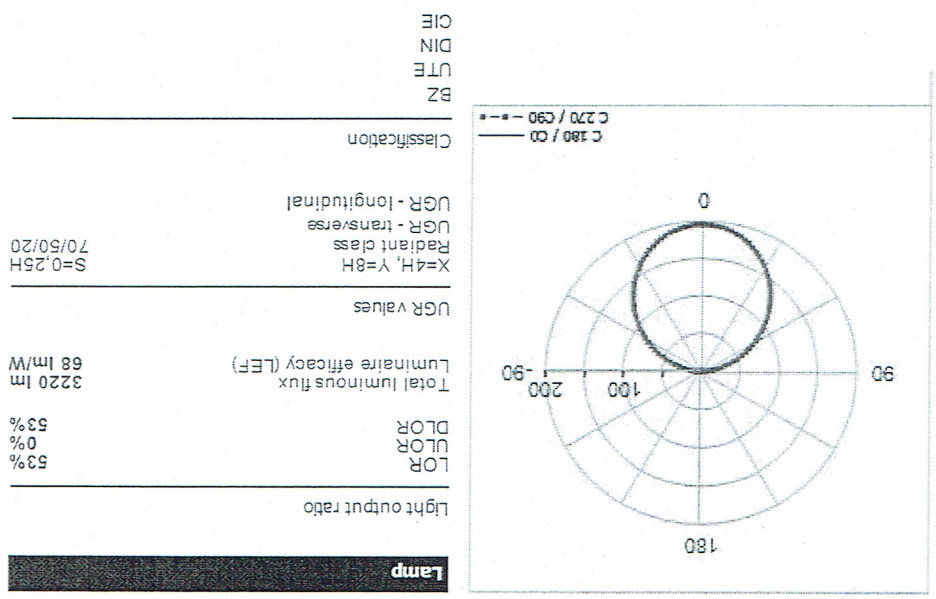 180
90
100
200
-90
0
C 180 / C0
C 270 / C90
Lamp
Light output ratio
LOR 53%
ULOR 0%
DLOR 53%
Total luminous flux 3220 lm
Luminaire efficacy (LEF) 68 lm/W
UGR values
X=4H, Y=8H S=0,25H
Radiant class 70/50/20
UGR - transverse
UGR - longitudinal
Classification
BZ
UTE
DIN
CIE